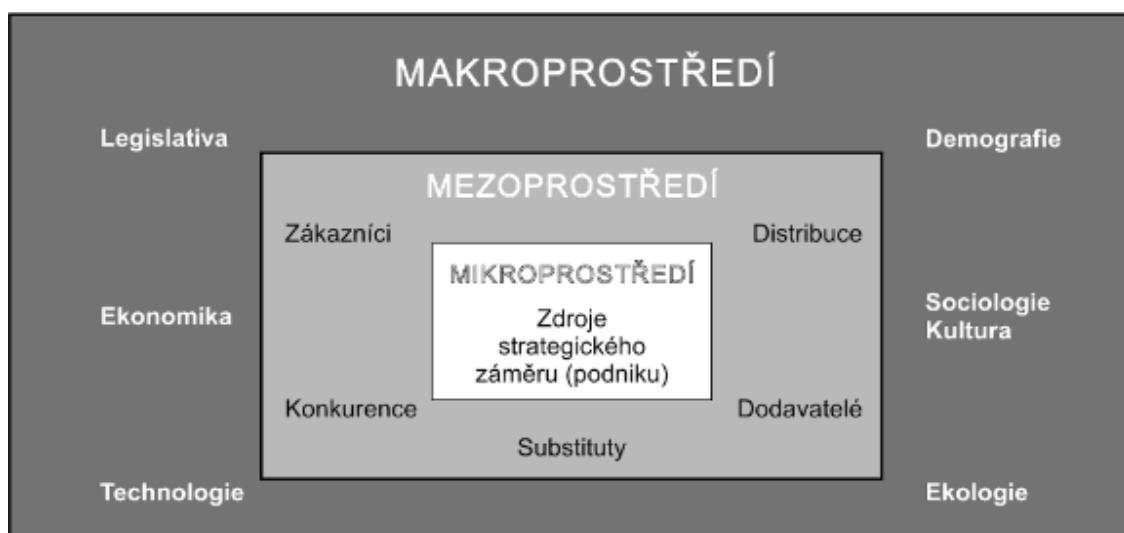 MAKROPROSTŘEDÍ
Legislativa
Demografie
MEZOPROSTŘEDÍ
Zákazníci
Distribuce
MIKROPROSTŘEDÍ
Zdroje
strategického
záměru (podniku)
Ekonomika
Sociologie
Kultura
Konkurence
Dodavatelé
Substituty
Technologie
Ekologie